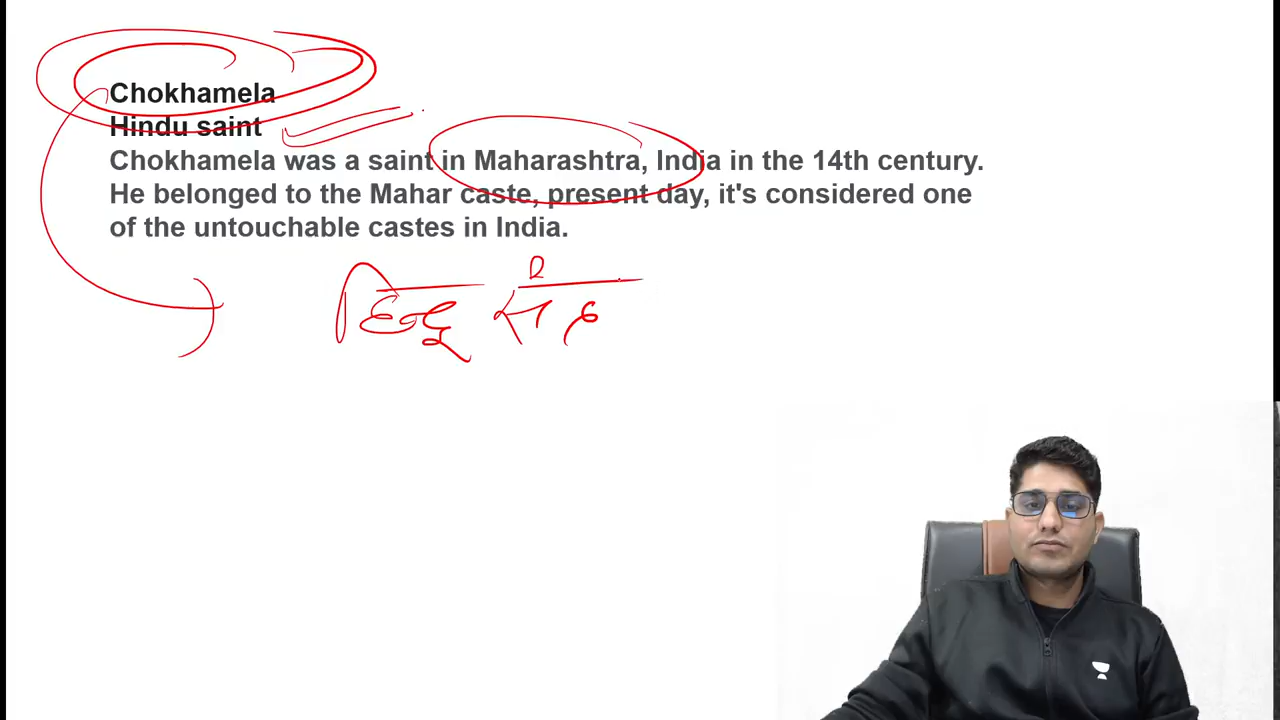 Chokhamela
Hindu saint
Chokhamela was a saint in Maharashtra, India in the 14th century.
He belonged to the Mahar caste, present day, it's considered one
of the untouchable castes in India.
हिन्दू